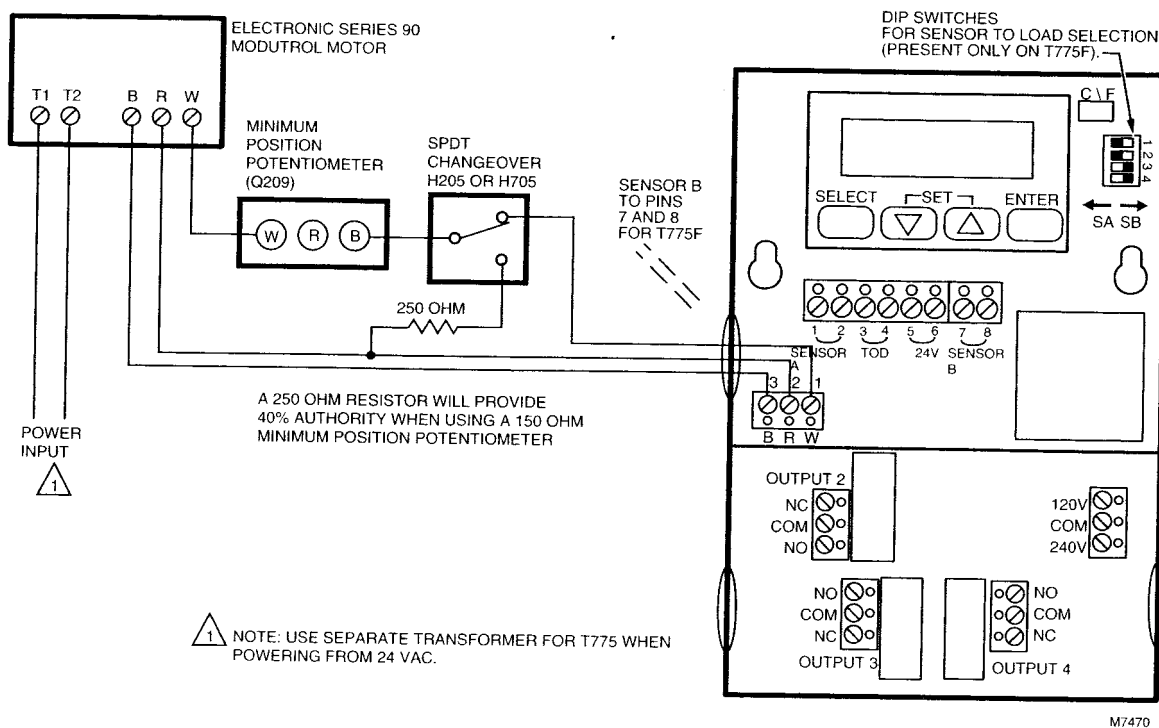 ELECTRONIC SERIES 90
MODUTROL MOTOR
T1 T2 B R W
MINIMUM
POSITION
POTENTIOMETER
(Q209)
W R B
SPDT
CHANGEOVER
H205 OR H705
250 OHM
A 250 OHM RESISTOR WILL PROVIDE
40% AUTHORITY WHEN USING A 150 OHM
MINIMUM POSITION POTENTIOMETER
POWER
INPUT
1
SENSOR B
TO PINS
7 AND 8
FOR T775F
DIP SWITCHES
FOR SENSOR TO LOAD SELECTION
(PRESENT ONLY ON T775F).
C \ F
1
2
3
4
SA SB
SELECT SET ENTER
1 2 3 4 5 6 7 8
SENSOR
A
TOD
24V
SENSOR
B
3 2 1
B R W
OUTPUT 2
NC
COM
NO
120V
COM
240V
NO
COM
NC
OUTPUT 3
NO
COM
NC
OUTPUT 4
1 NOTE: USE SEPARATE TRANSFORMER FOR T775 WHEN
POWERING FROM 24 VAC.
M7470